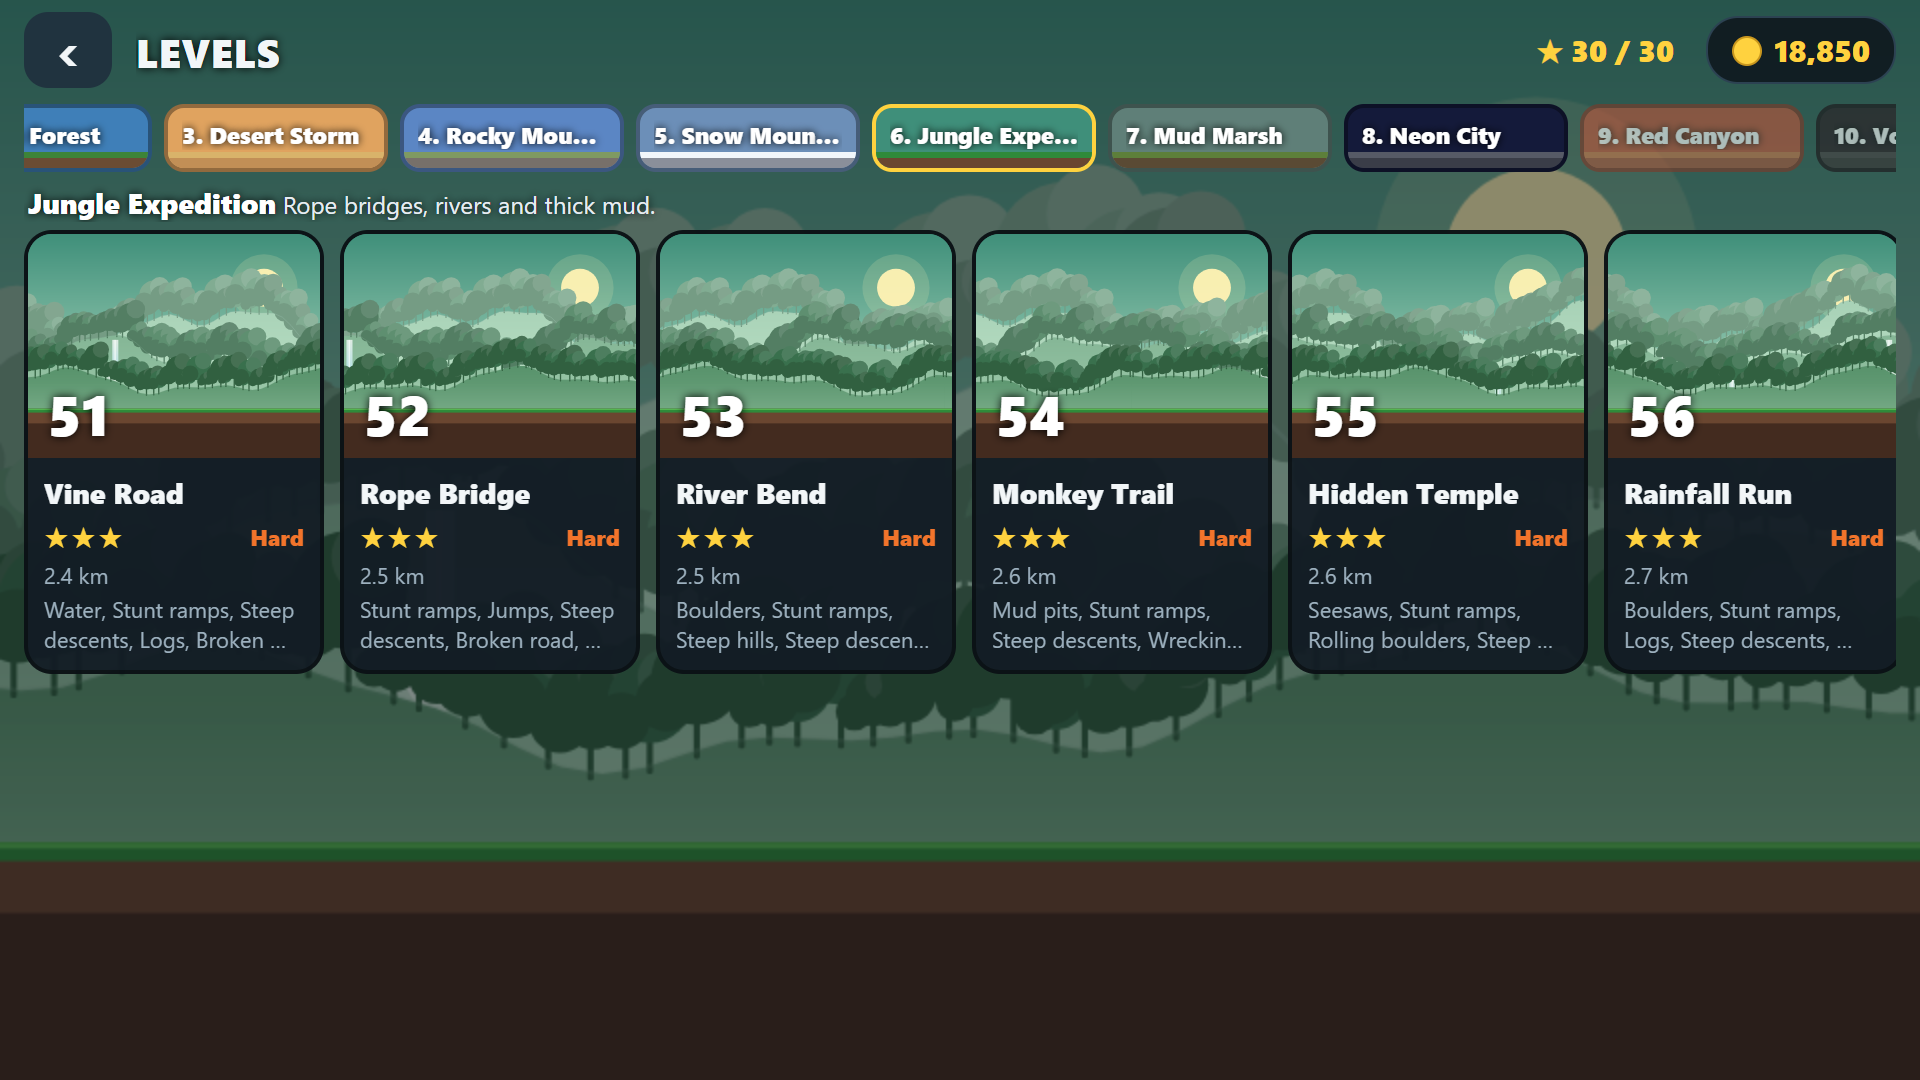 LEVELS
★ 30 / 30
18,850
Forest
3. Desert Storm
4. Rocky Mou...
5. Snow Moun...
6. Jungle Expe...
7. Mud Marsh
8. Neon City
9. Red Canyon
10. Vo
Jungle Expedition Rope bridges, rivers and thick mud.
51
Vine Road
★★★ Hard
2.4 km
Water, Stunt ramps, Steep
descents, Logs, Broken ...
52
Rope Bridge
★★★ Hard
2.5 km
Stunt ramps, Jumps, Steep
descents, Broken road, ...
53
River Bend
★★★ Hard
2.5 km
Boulders, Stunt ramps,
Steep hills, Steep descen...
54
Monkey Trail
★★★ Hard
2.6 km
Mud pits, Stunt ramps,
Steep descents, Wreckin...
55
Hidden Temple
★★★ Hard
2.6 km
Seesaws, Stunt ramps,
Rolling boulders, Steep ...
56
Rainfall Run
★★★ Hard
2.7 km
Boulders, Stunt ramps,
Logs, Steep descents, ...